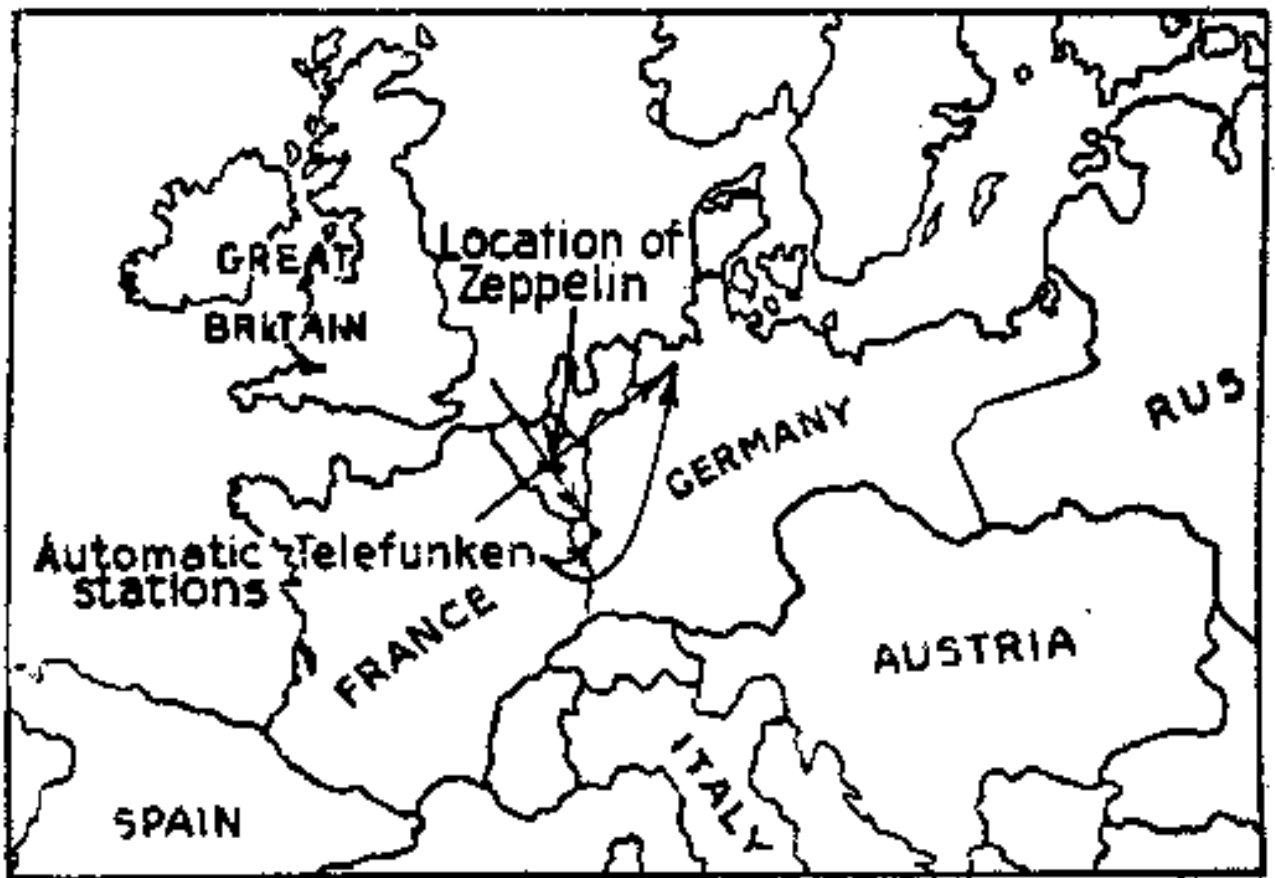 GREAT
BRITAIN
Location of
Zeppelin
RUS
GERMANY
Automatic Telefunken
stations
FRANCE
AUSTRIA
ITALY
SPAIN